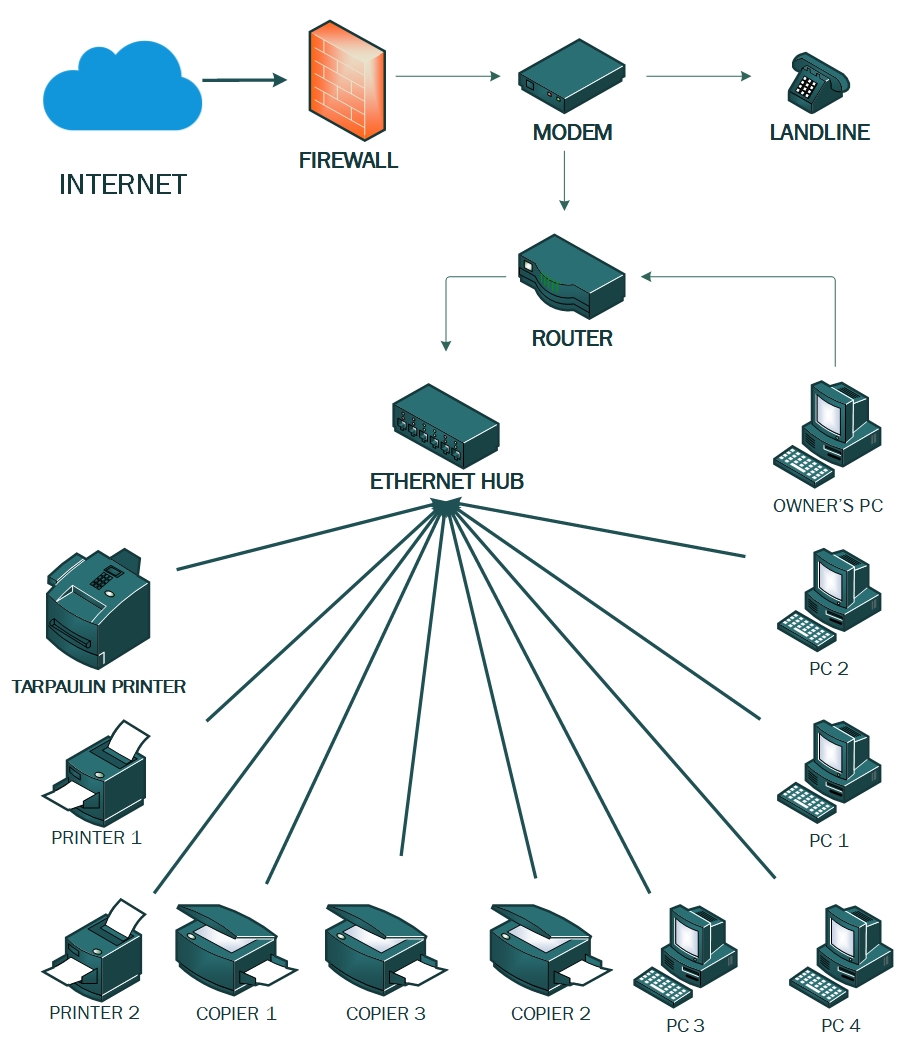 INTERNET
FIREWALL
MODEM
LANDLINE
ROUTER
ETHERNET HUB
OWNER'S PC
TARPAULIN PRINTER
PC 2
PRINTER 1
PC 1
PRINTER 2
COPIER 1
COPIER 3
COPIER 2
PC 3
PC 4